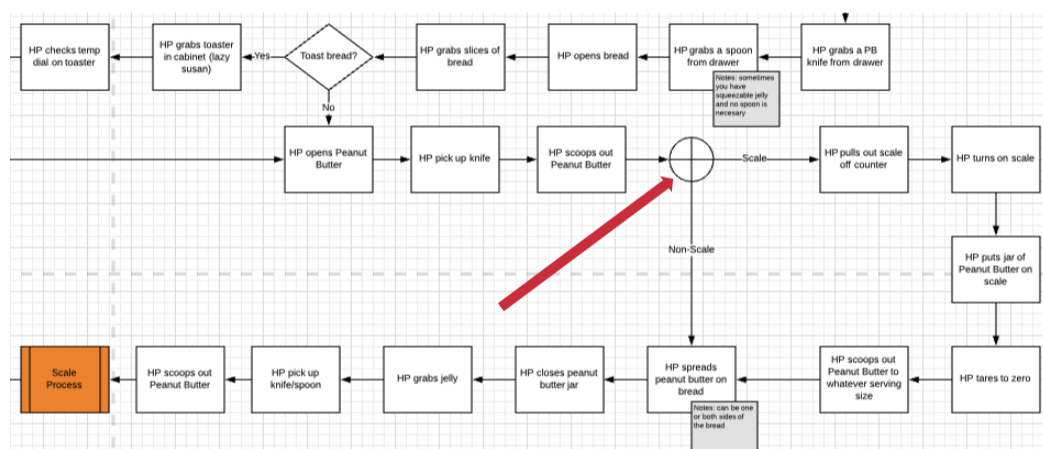 HP checks temp
dial on toaster
HP grabs toaster
in cabinet (lazy
susan)
Yes
Toast bread?
HP grabs slices of
bread
HP opens bread
HP grabs a spoon
from drawer
HP grabs a PB
knife from drawer
Notes: sometimes
you have
squeezable jelly
and no spoon is
necesary
No
HP opens Peanut
Butter
HP pick up knife
HP scoops out
Peanut Butter
Scale
HP pulls out scale
off counter
HP turns on scale
Non-Scale
HP puts jar of
Peanut Butter on
scale
Scale
Process
HP scoops out
Peanut Butter
HP pick up
knife/spoon
HP grabs jelly
HP closes peanut
butter jar
HP spreads
peanut butter on
bread
HP scoops out
Peanut Butter to
whatever serving
size
HP tares to zero
Notes: can be one
or both sides of
the bread